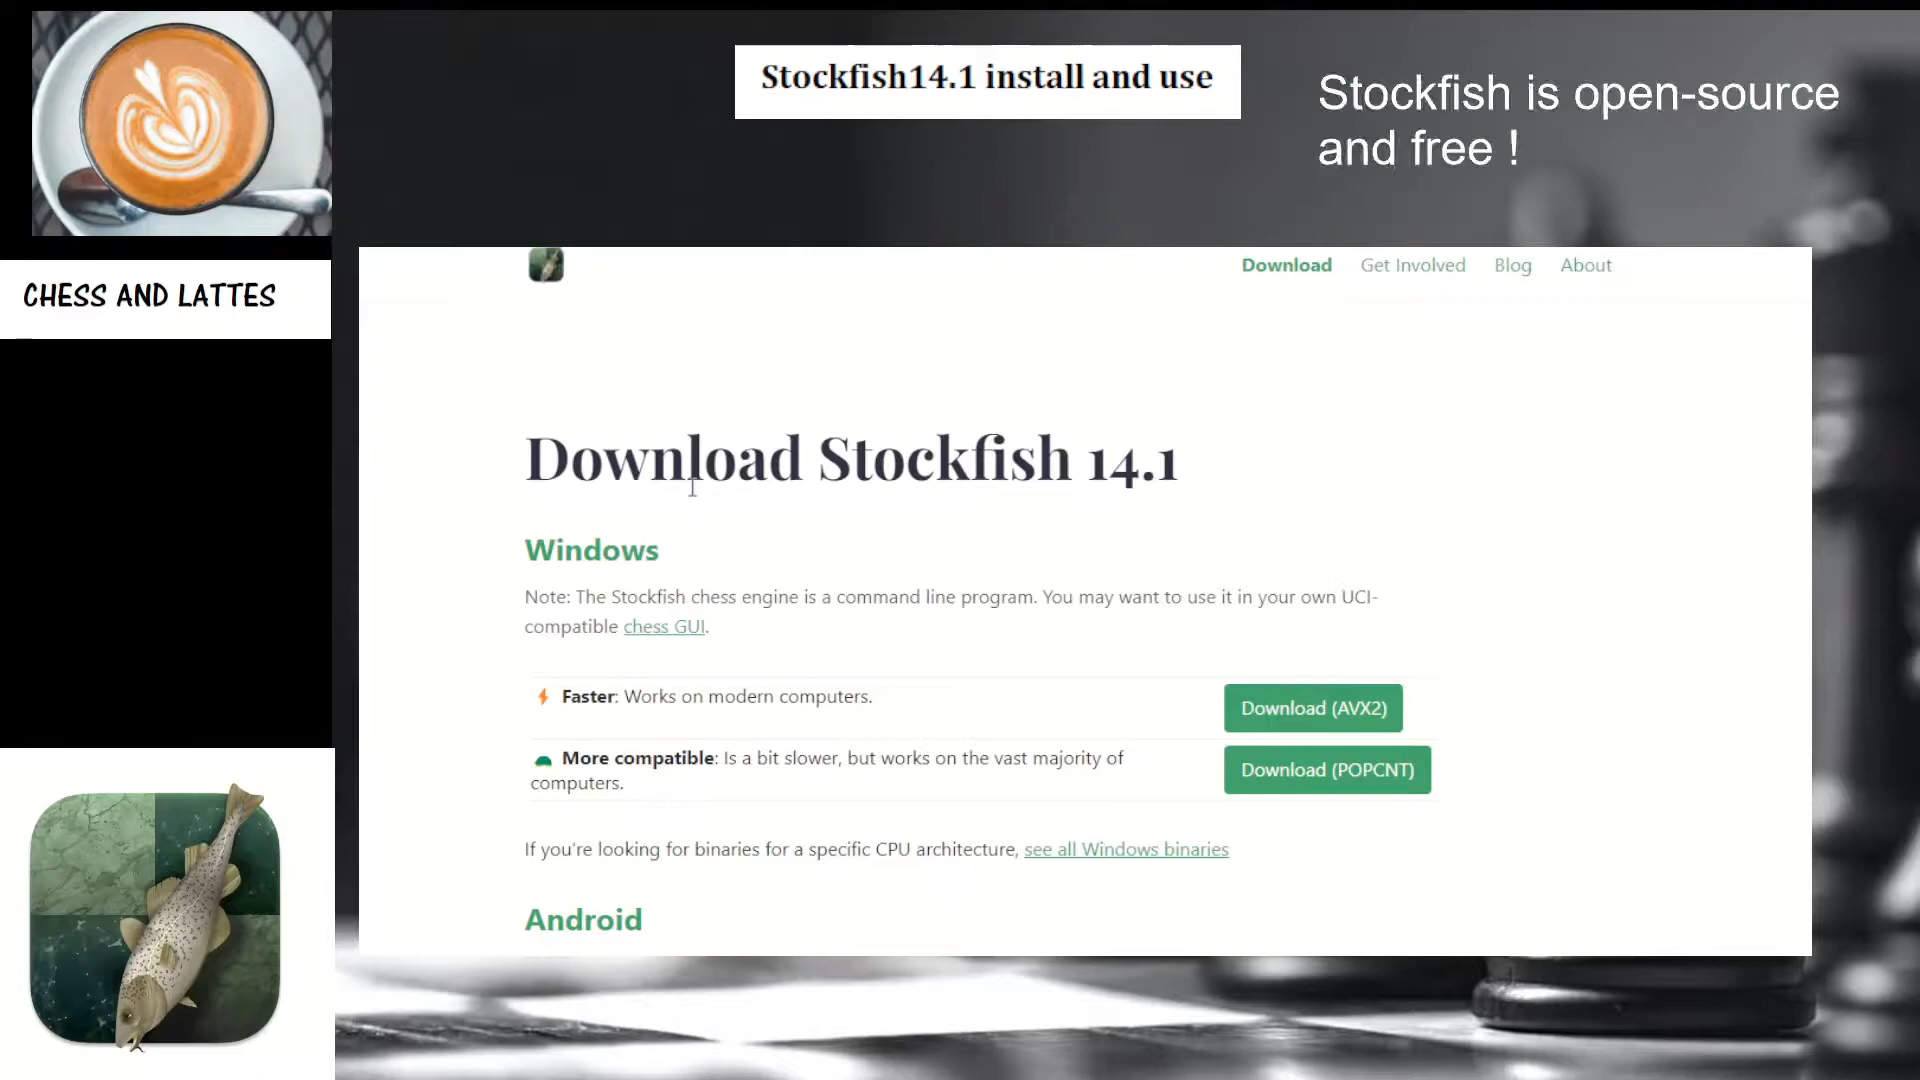 Stockfish14.1 install and use
Stockfish is open-source
and free !
CHESS AND LATTES
Download Get Involved Blog About
Download Stockfish 14.1
Windows
Note: The Stockfish chess engine is a command line program. You may want to use it in your own UCI-
compatible chess GUI.
Faster: Works on modern computers.
Download (AVX2)
More compatible: Is a bit slower, but works on the vast majority of
computers.
Download (POPCNT)
If you're looking for binaries for a specific CPU architecture, see all Windows binaries
Android